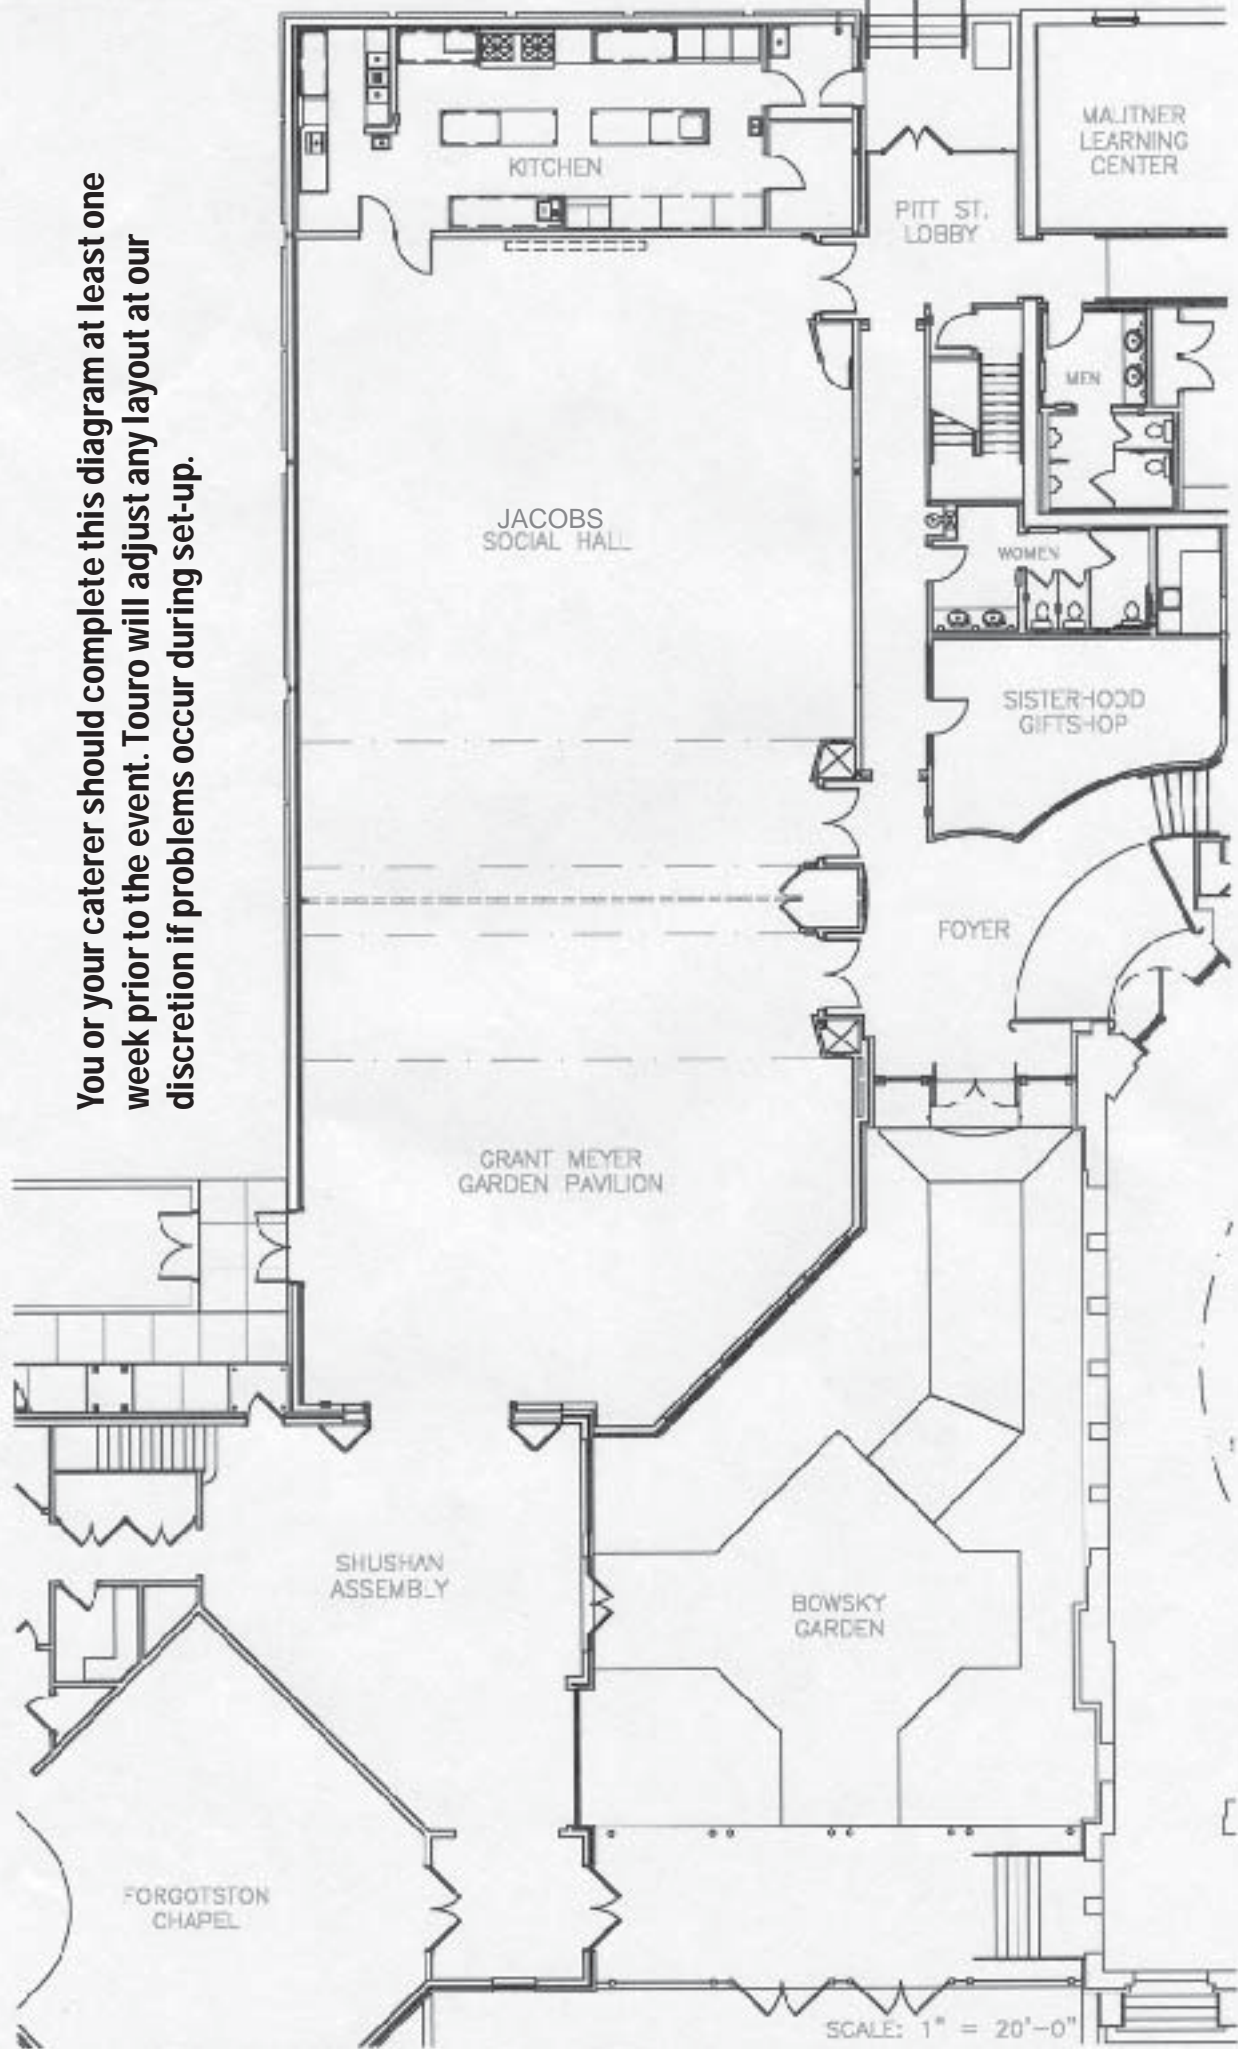 You or your caterer should complete this diagram at least one
week prior to the event. Touro will adjust any layout at our
discretion if problems occur during set-up.
KITCHEN
MALITNER
LEARNING
CENTER
PITT ST.
LOBBY
MEN
JACOBS
SOCIAL HALL
WOMEN
SISTERHOOD
GIFTSHOP
FOYER
GRANT MEYER
GARDEN PAVILION
SHUSHAN
ASSEMBLY
BOWSKY
GARDEN
FORGOTSTON
CHAPEL
SCALE: 1" = 20'-0"